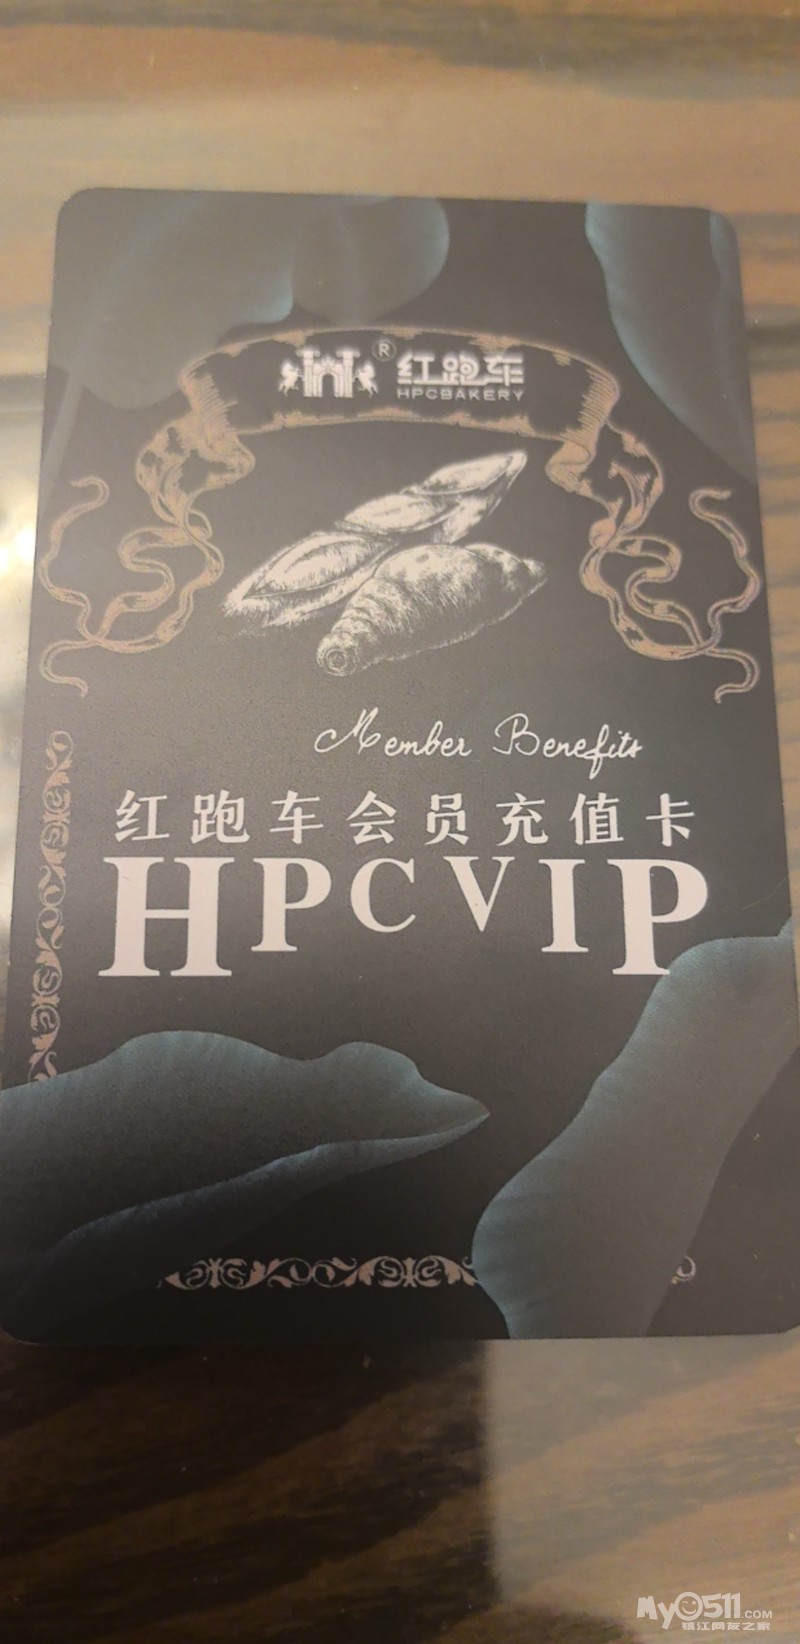 ® 红跑车
HPCBAKERY
Member Benefits
红跑车会员充值卡
HPCVIP
My0511.COM
镇江网友之家